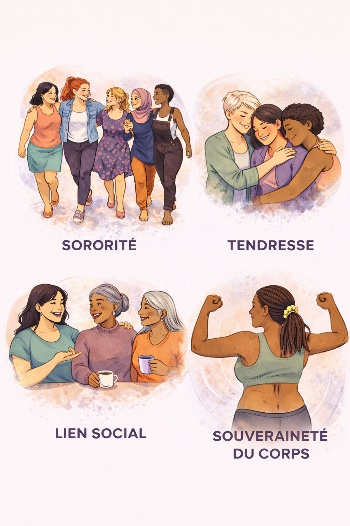 SORORITÉ
TENDRESSE
LIEN SOCIAL
SOUVERAINETÉ
DU CORPS